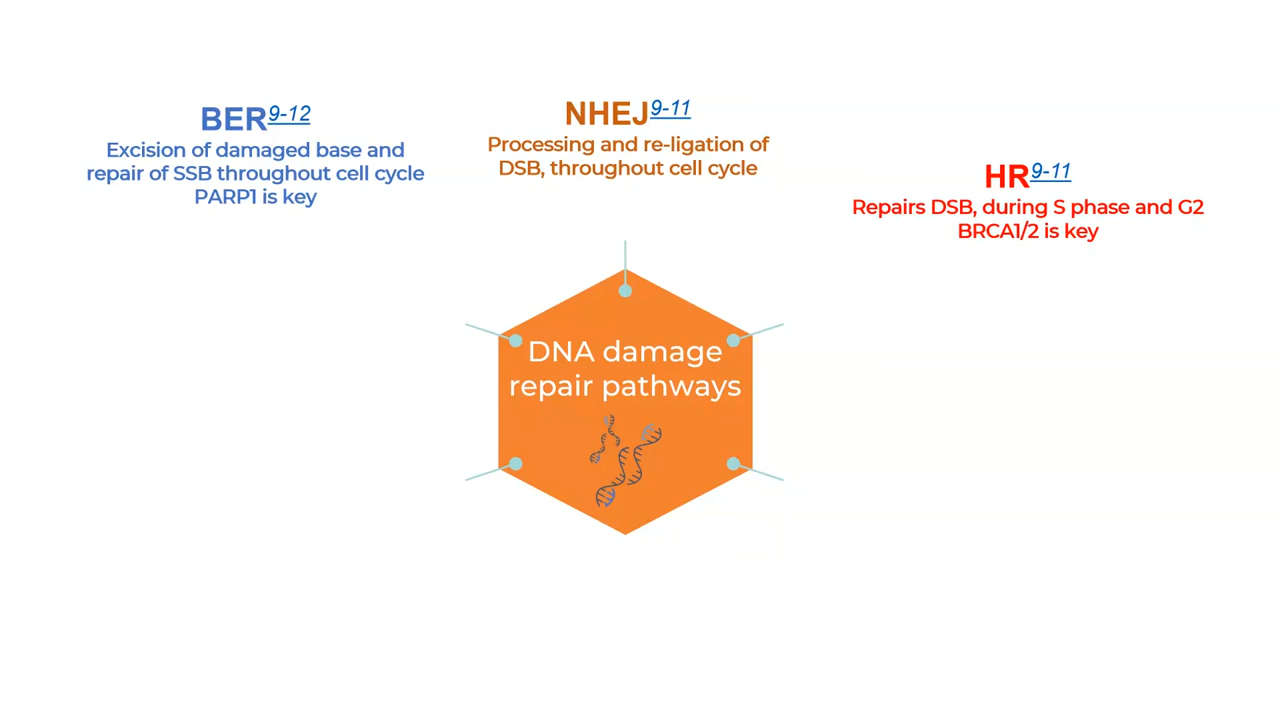 BER9-12
Excision of damaged base and
repair of SSB throughout cell cycle
PARP1 is key
NHEJ9-11
Processing and re-ligation of
DSB, throughout cell cycle
HR9-11
Repairs DSB, during S phase and G2
BRCA1/2 is key
DNA damage
repair pathways